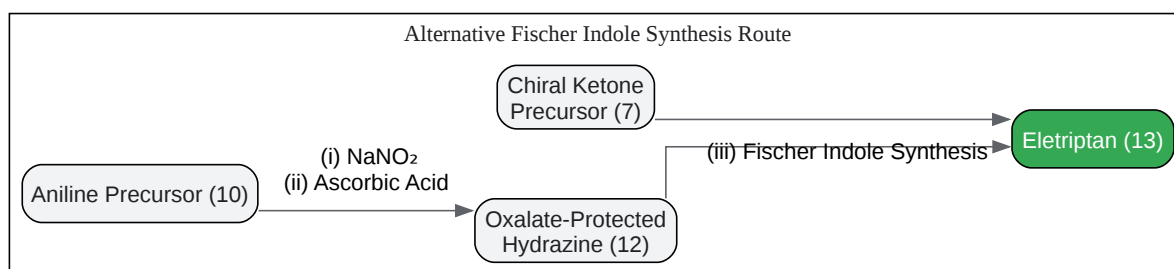 Alternative Fischer Indole Synthesis Route
Chiral Ketone
Precursor (7)
Eletriptan (13)
(iii) Fischer Indole Synthesis
(i) NaNO₂
(ii) Ascorbic Acid
Aniline Precursor (10)
Oxalate-Protected
Hydrazine (12)